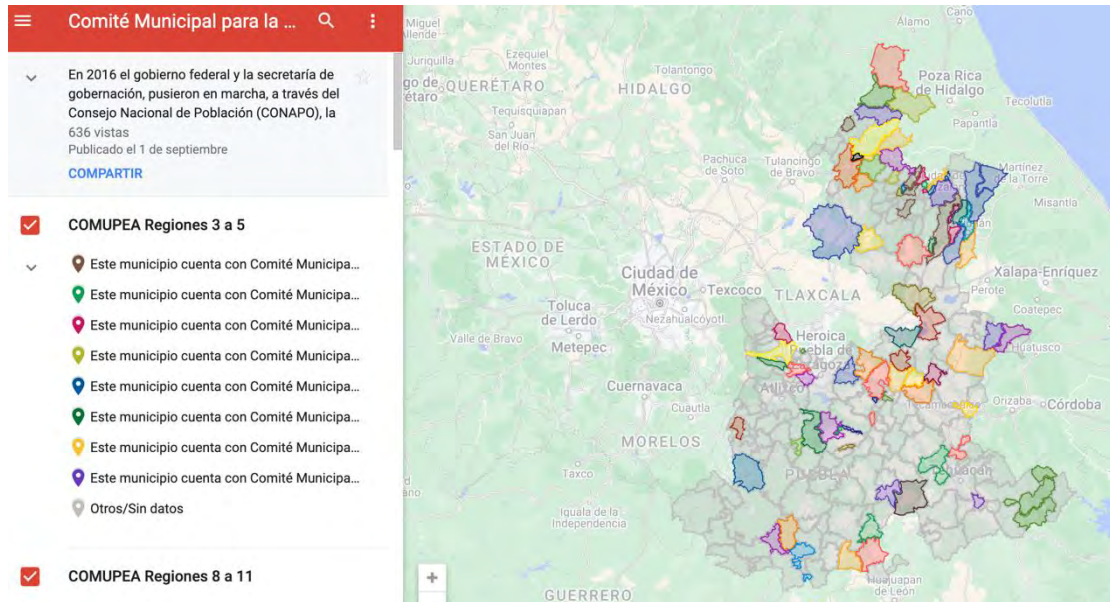 Comité Municipal para la ...
En 2016 el gobierno federal y la secretaría de
gobernación, pusieron en marcha, a través del
Consejo Nacional de Población (CONAPO), la
636 vistas
Publicado el 1 de septiembre
COMPARTIR
COMUPEA Regiones 3 a 5
Este municipio cuenta con Comité Municipa...
Este municipio cuenta con Comité Municipa...
Este municipio cuenta con Comité Municipa...
Este municipio cuenta con Comité Municipa...
Este municipio cuenta con Comité Municipa...
Este municipio cuenta con Comité Municipa...
Este municipio cuenta con Comité Municipa...
Este municipio cuenta con Comité Municipa...
Otros/Sin datos
COMUPEA Regiones 8 a 11
Miguel
Allende
Cano
Álamo
Juriquilla
Ezequiel
Montes
Tolantongo
Poza Rica
de Hidalgo
QUERÉTARO
HIDALGO
Tecolutla
Tequisquiapan
Papantla
San Juan
del Río
Pachuca
de Soto
Tulancingo
de Bravo
Martínez
de la Torre
Misantla
ESTADO DE
MÉXICO
Ciudad de
México
Texcoco
TLAXCALA
Xalapa-Enríquez
Perote
Coatepec
Toluca
de Lerdo
Nezahualcóyotl
Valle de Bravo
Metepec
Heroica
Puebla de
Zaragoza
Huatusco
Cuernavaca
Atlixco
Cuautla
Orizaba
Córdoba
MORELOS
Taxco
PUEBLA
Iguala de la
Independencia
Huajuapan
de León
GUERRERO
+